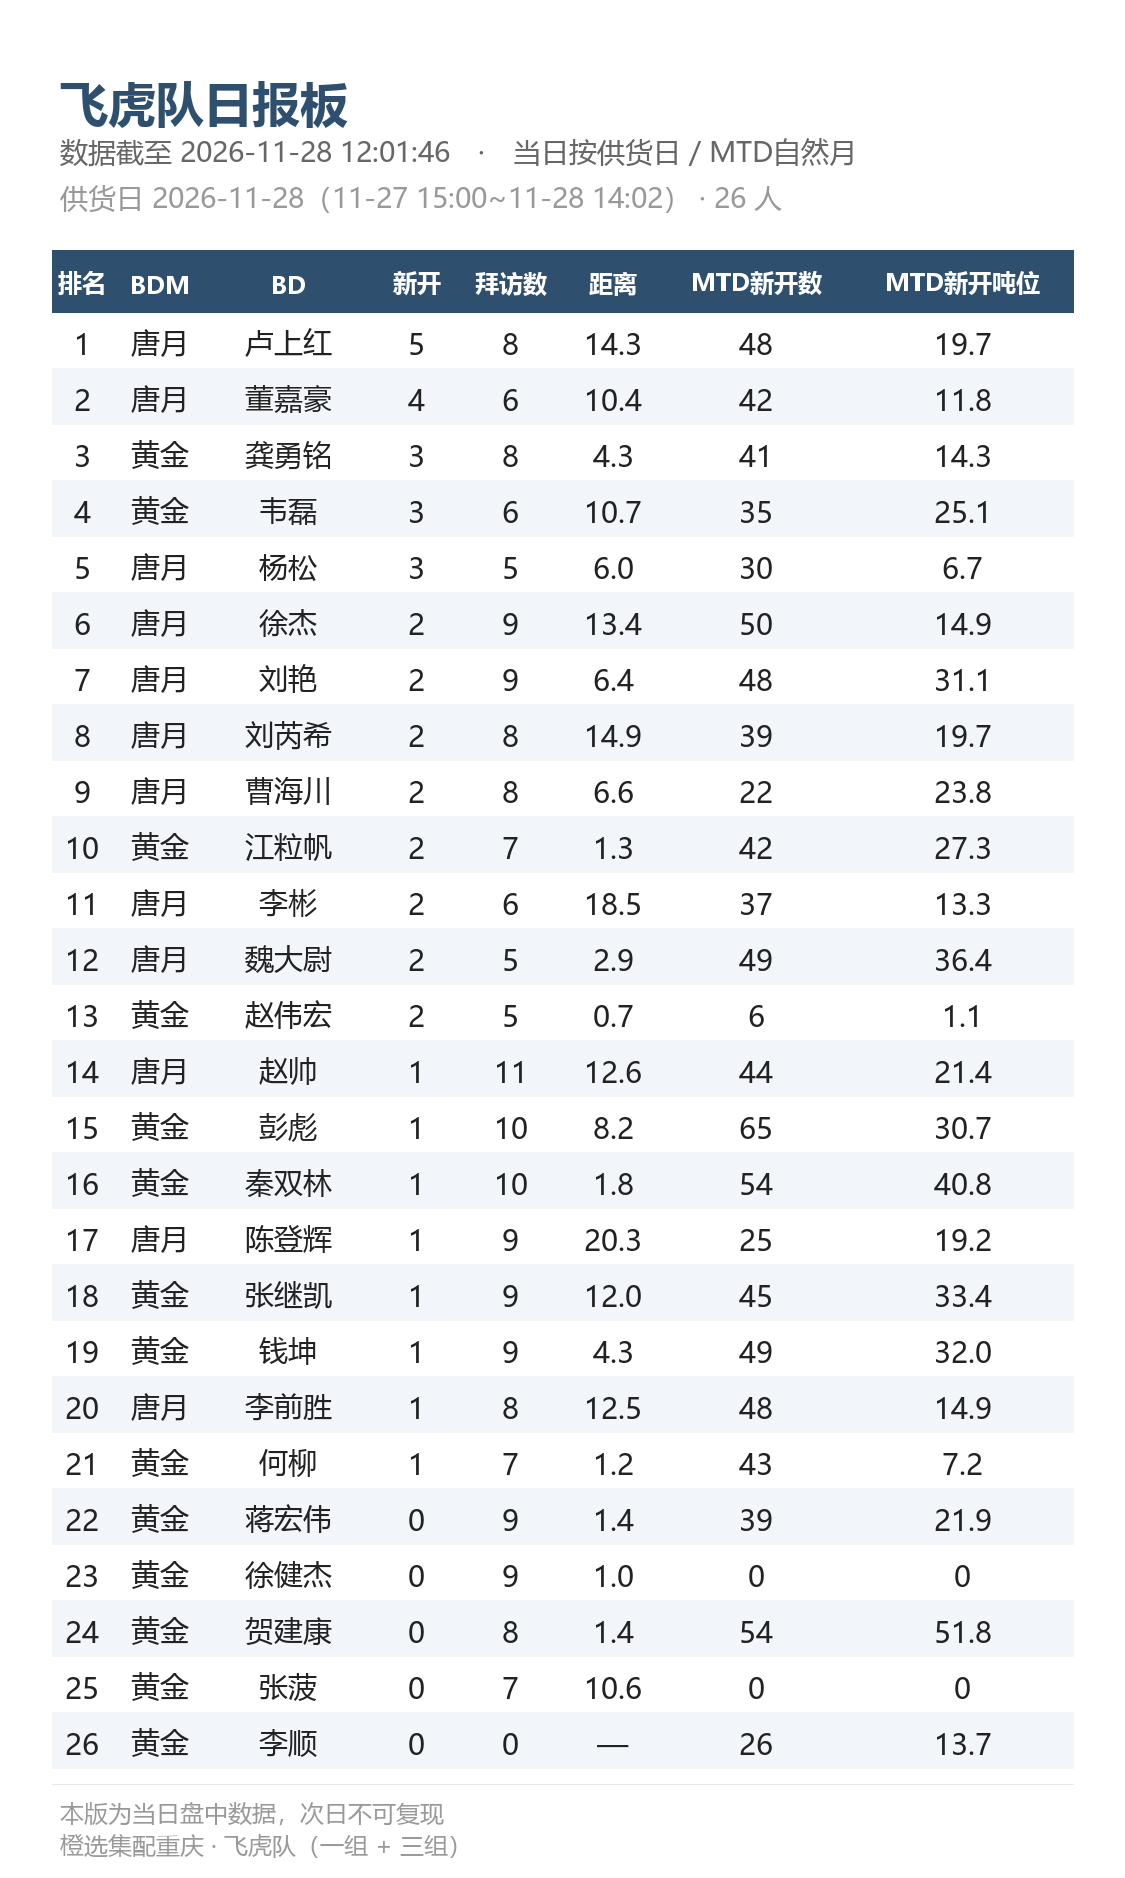 飞虎队日报板
数据截至 2026-11-28 12:01:46 · 当日按供货日 / MTD自然月
供货日 2026-11-28（11-27 15:00~11-28 14:02） · 26 人
排名 BDM BD 新开 拜访数 距离 MTD新开数 MTD新开吨位
1 唐月 卢上红 5 8 14.3 48 19.7
2 唐月 董嘉豪 4 6 10.4 42 11.8
3 黄金 龚勇铭 3 8 4.3 41 14.3
4 黄金 韦磊 3 6 10.7 35 25.1
5 唐月 杨松 3 5 6.0 30 6.7
6 唐月 徐杰 2 9 13.4 50 14.9
7 唐月 刘艳 2 9 6.4 48 31.1
8 唐月 刘芮希 2 8 14.9 39 19.7
9 唐月 曹海川 2 8 6.6 22 23.8
10 黄金 江粒帆 2 7 1.3 42 27.3
11 唐月 李彬 2 6 18.5 37 13.3
12 唐月 魏大尉 2 5 2.9 49 36.4
13 黄金 赵伟宏 2 5 0.7 6 1.1
14 唐月 赵帅 1 11 12.6 44 21.4
15 黄金 彭彪 1 10 8.2 65 30.7
16 黄金 秦双林 1 10 1.8 54 40.8
17 唐月 陈登辉 1 9 20.3 25 19.2
18 黄金 张继凯 1 9 12.0 45 33.4
19 黄金 钱坤 1 9 4.3 49 32.0
20 唐月 李前胜 1 8 12.5 48 14.9
21 黄金 何柳 1 7 1.2 43 7.2
22 黄金 蒋宏伟 0 9 1.4 39 21.9
23 黄金 徐健杰 0 9 1.0 0 0
24 黄金 贺建康 0 8 1.4 54 51.8
25 黄金 张菠 0 7 10.6 0 0
26 黄金 李顺 0 0 — 26 13.7
本版为当日盘中数据，次日不可复现
橙选集配重庆 · 飞虎队（一组 + 三组）